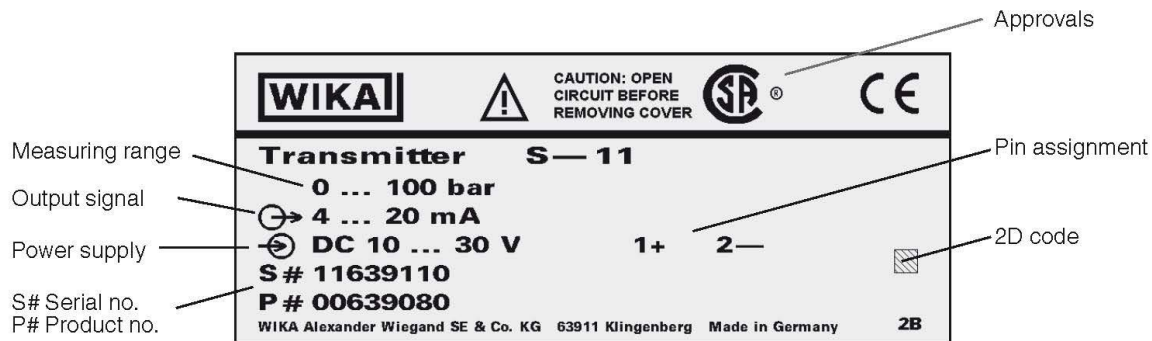 Approvals
WIKA
CAUTION: OPEN
CIRCUIT BEFORE
REMOVING COVER
CSA ®
CE
Measuring range
Transmitter S — 11
Pin assignment
0 ... 100 bar
Output signal
4 ... 20 mA
Power supply
DC 10 ... 30 V 1+ 2—
2D code
S# 11639110
S# Serial no.
P# Product no.
P# 00639080
WIKA Alexander Wiegand SE & Co. KG 63911 Klingenberg Made in Germany 2B